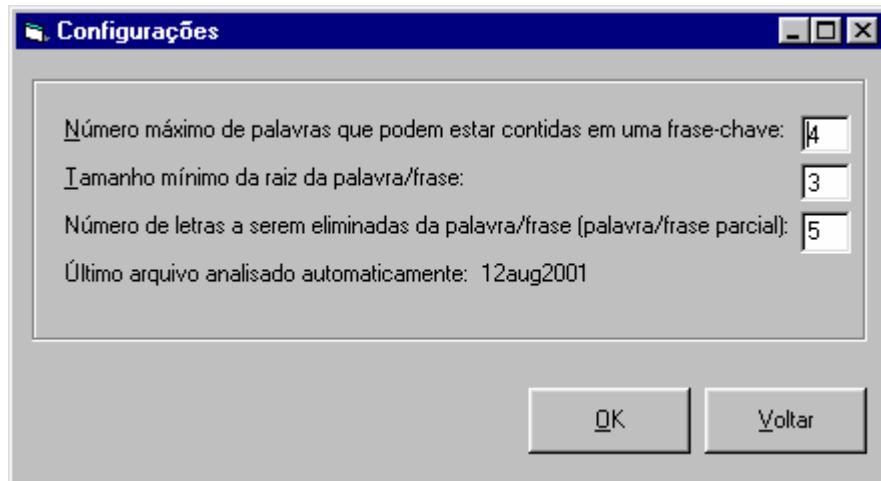 Configurações
Número máximo de palavras que podem estar contidas em uma frase-chave: 4
Tamanho mínimo da raiz da palavra/frase: 3
Número de letras a serem eliminadas da palavra/frase (palavra/frase parcial): 5
Último arquivo analisado automaticamente: 12aug2001
OK Voltar